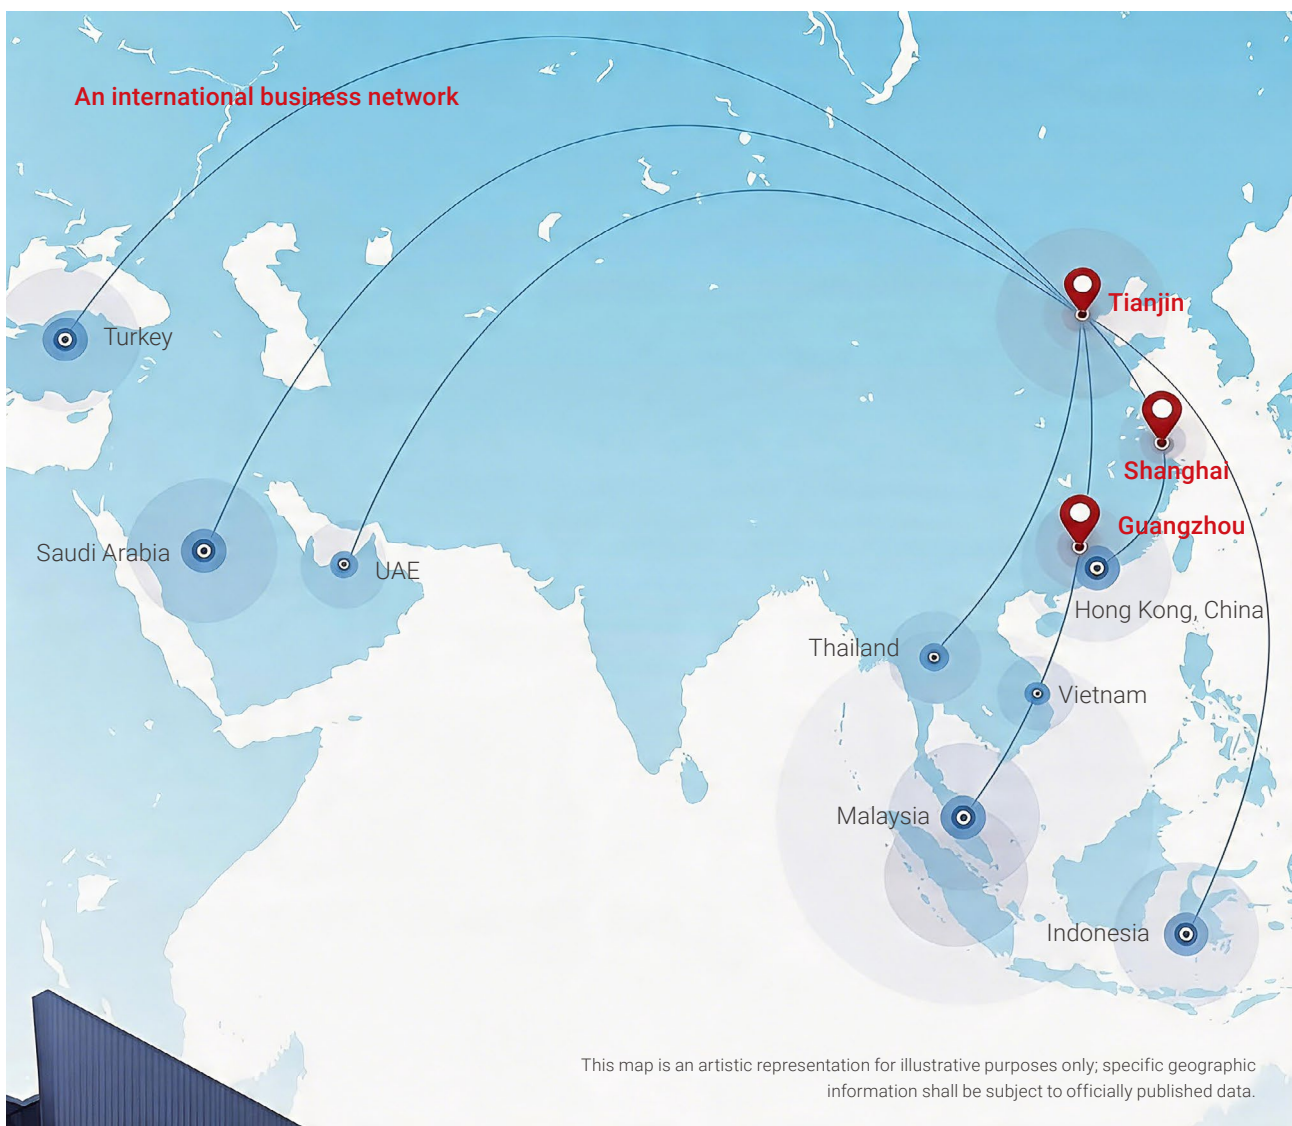 An international business network
Tianjin
Turkey
Shanghai
Guangzhou
Saudi Arabia
UAE
Hong Kong, China
Thailand
Vietnam
Malaysia
Indonesia
This map is an artistic representation for illustrative purposes only; specific geographic
information shall be subject to officially published data.